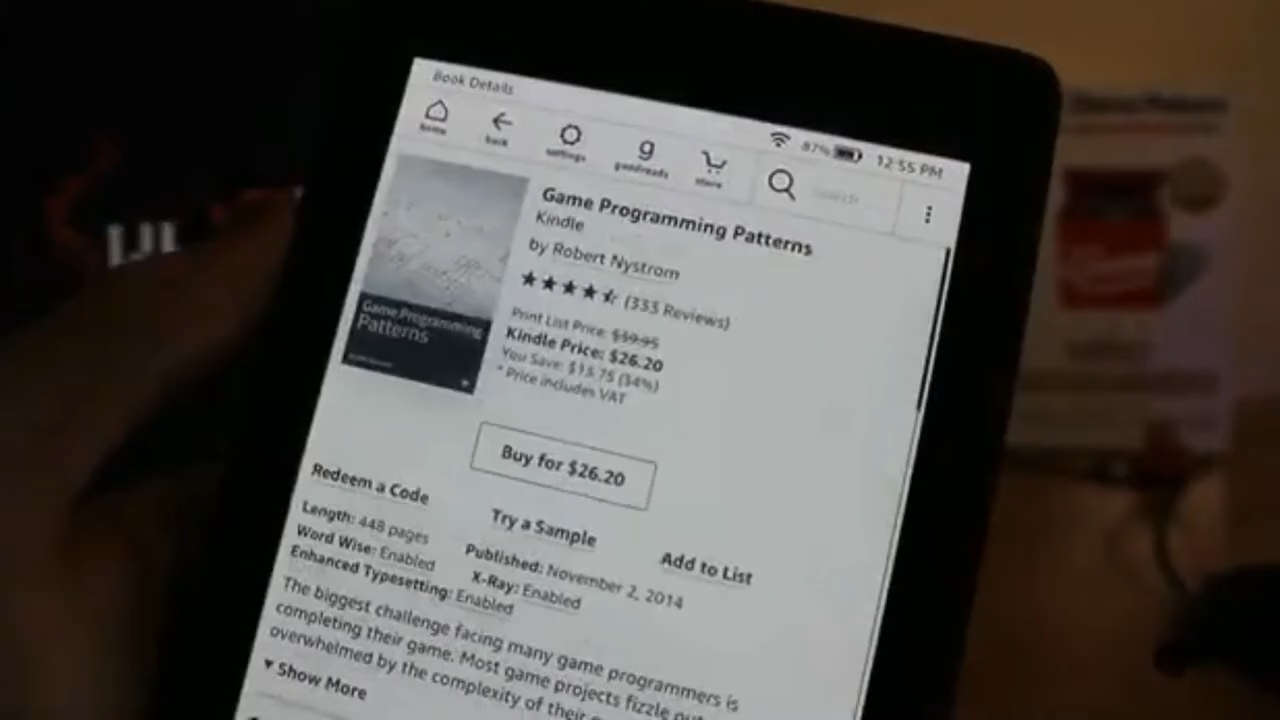 Book Details
87% 12:55 PM
home
back
settings
goodreads
store
search
Game Programming Patterns
Kindle
by Robert Nystrom
(333 Reviews)
Print List Price: $39.95
Kindle Price: $26.20
You Save: $13.75 (34%)
* Price includes VAT
Game Programming
Patterns
Buy for $26.20
Redeem a Code
Try a Sample
Add to List
Length: 448 pages
Published: November 2, 2014
Word Wise: Enabled
X-Ray: Enabled
Enhanced Typesetting: Enabled
The biggest challenge facing many game programmers is
completing their game. Most game projects fizzle out,
overwhelmed by the complexity of their
Show More